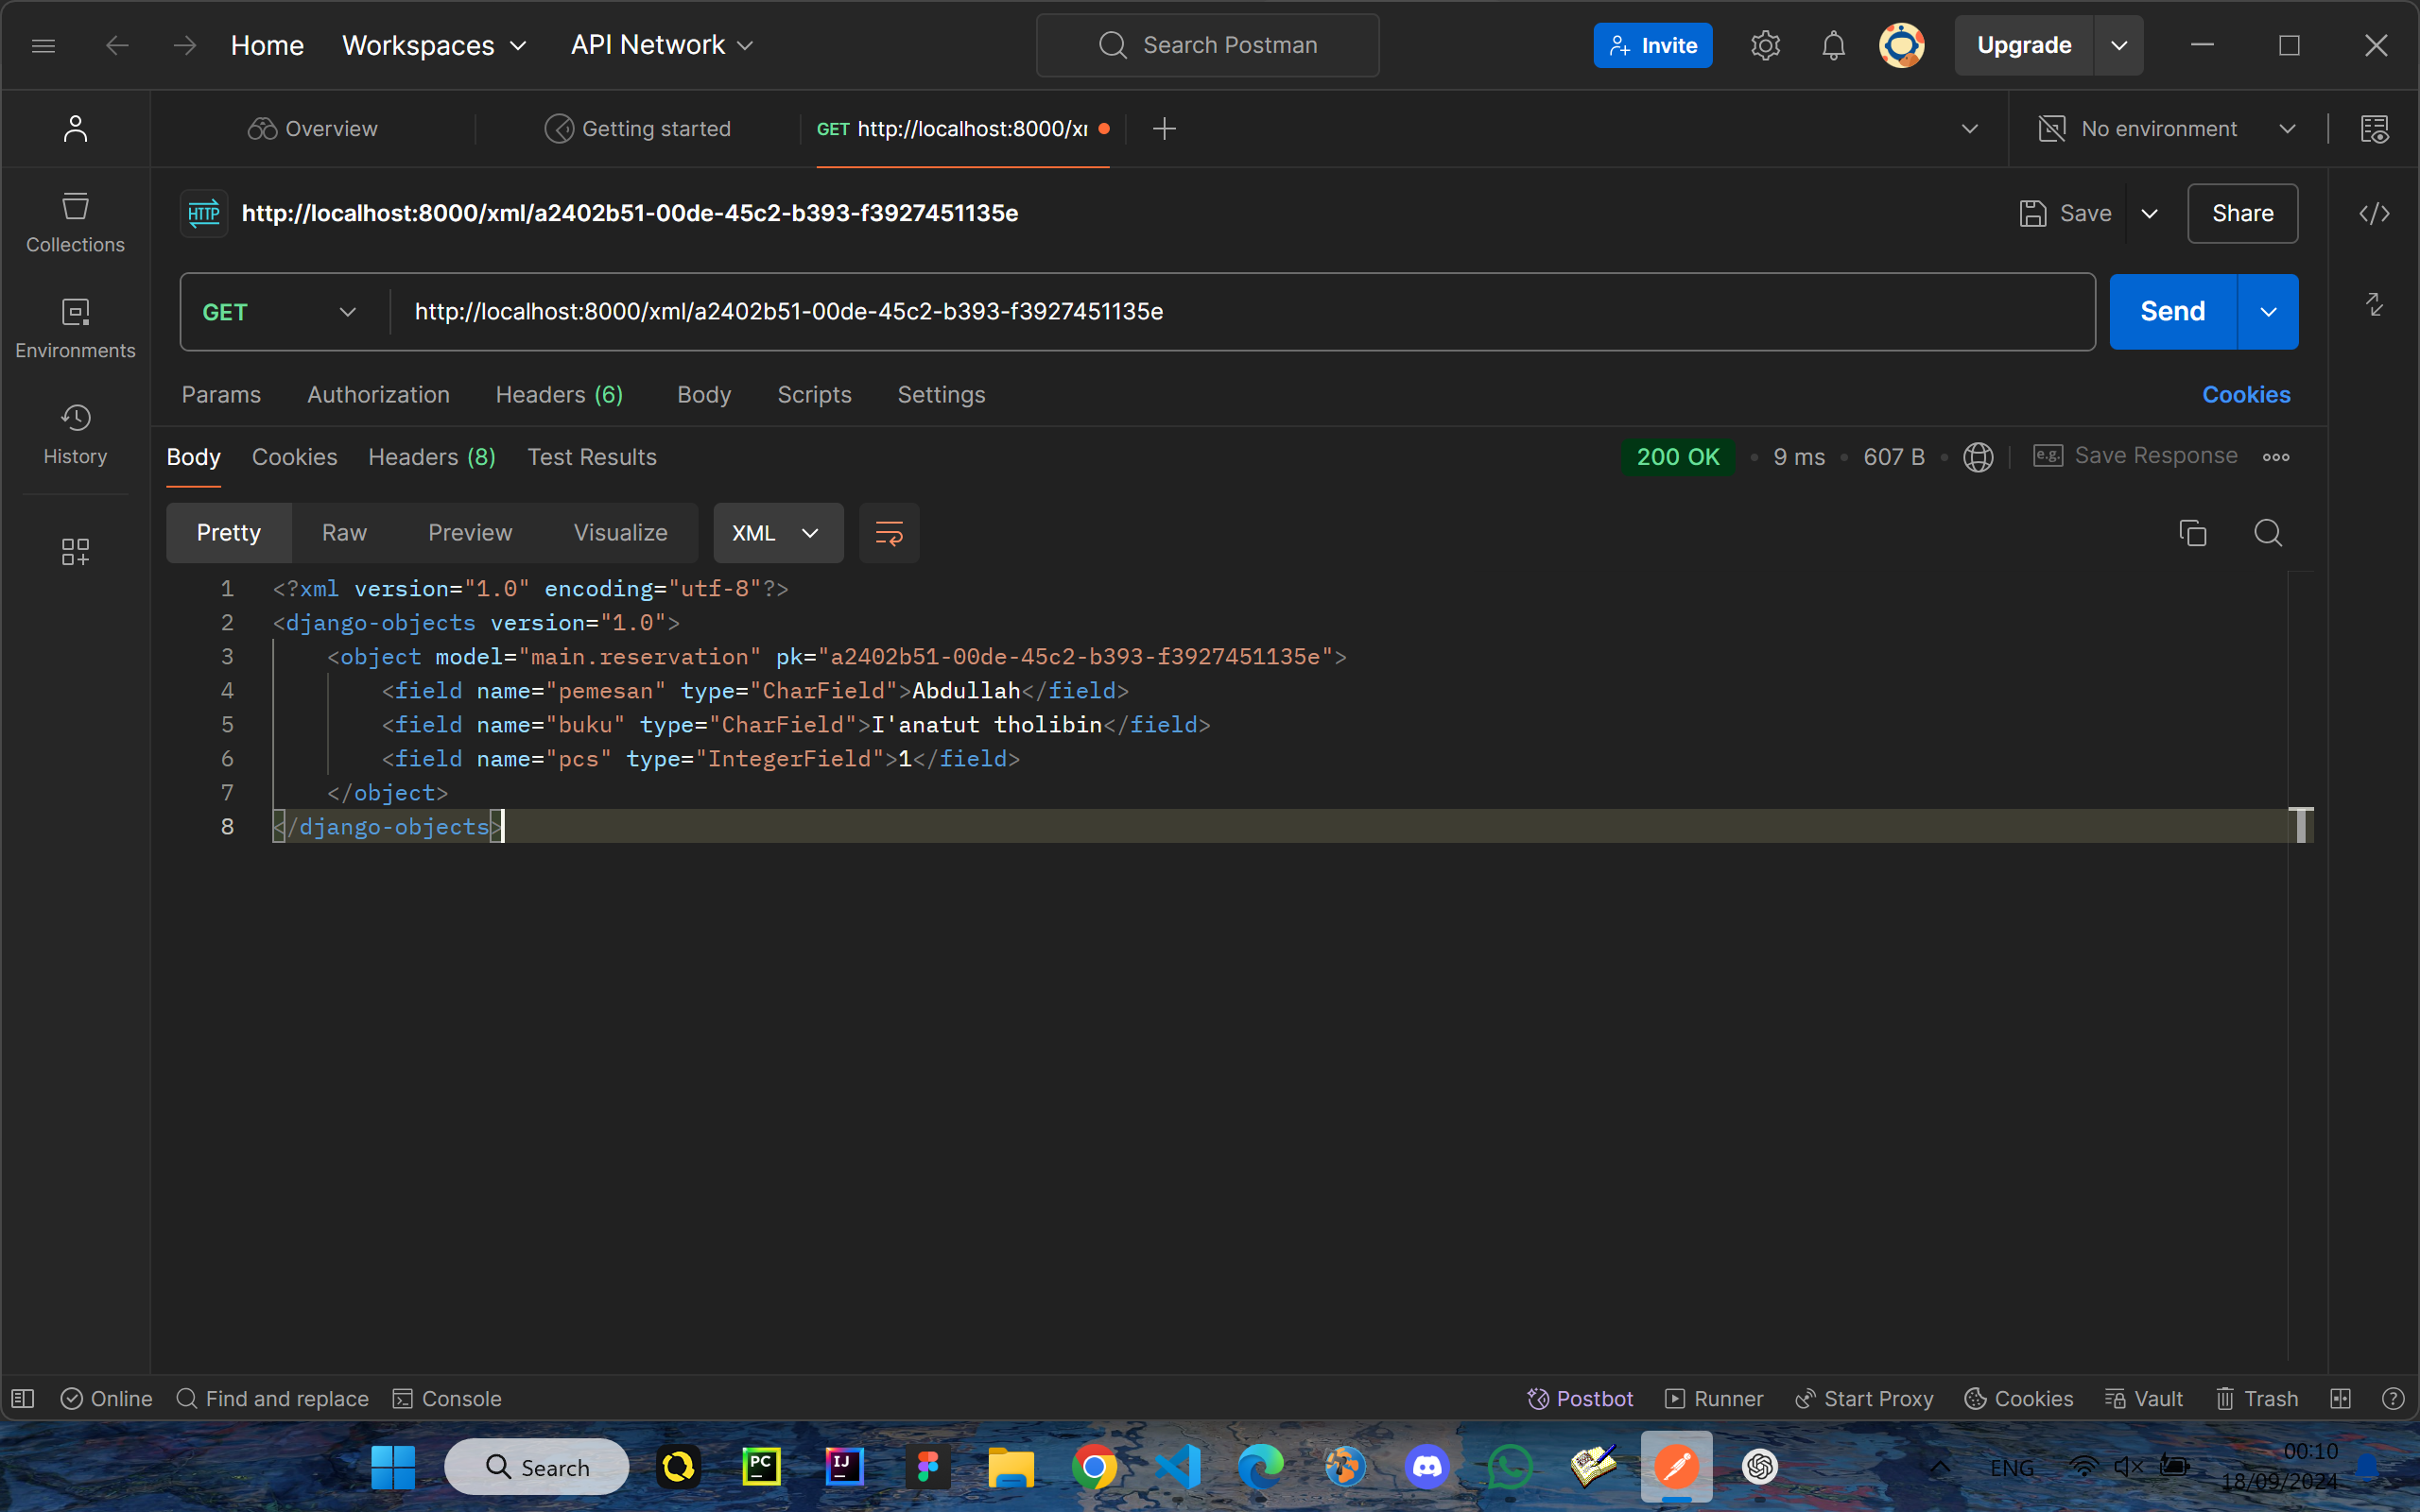 Home Workspaces API Network Search Postman Invite Upgrade
Overview Getting started GET http://localhost:8000/xr No environment
HTTP http://localhost:8000/xml/a2402b51-00de-45c2-b393-f3927451135e Save Share
Collections
GET http://localhost:8000/xml/a2402b51-00de-45c2-b393-f3927451135e Send
Environments
Params Authorization Headers (6) Body Scripts Settings Cookies
History
Body Cookies Headers (8) Test Results 200 OK 9 ms 607 B e.g. Save Response
Pretty Raw Preview Visualize XML
1 <?xml version="1.0" encoding="utf-8"?>
2 <django-objects version="1.0">
3 <object model="main.reservation" pk="a2402b51-00de-45c2-b393-f3927451135e">
4 <field name="pemesan" type="CharField">Abdullah</field>
5 <field name="buku" type="CharField">I'anatut tholibin</field>
6 <field name="pcs" type="IntegerField">1</field>
7 </object>
8 </django-objects>
Online Find and replace Console Postbot Runner Start Proxy Cookies Vault Trash
Search PC IJ ENG 00:10
18/09/2024